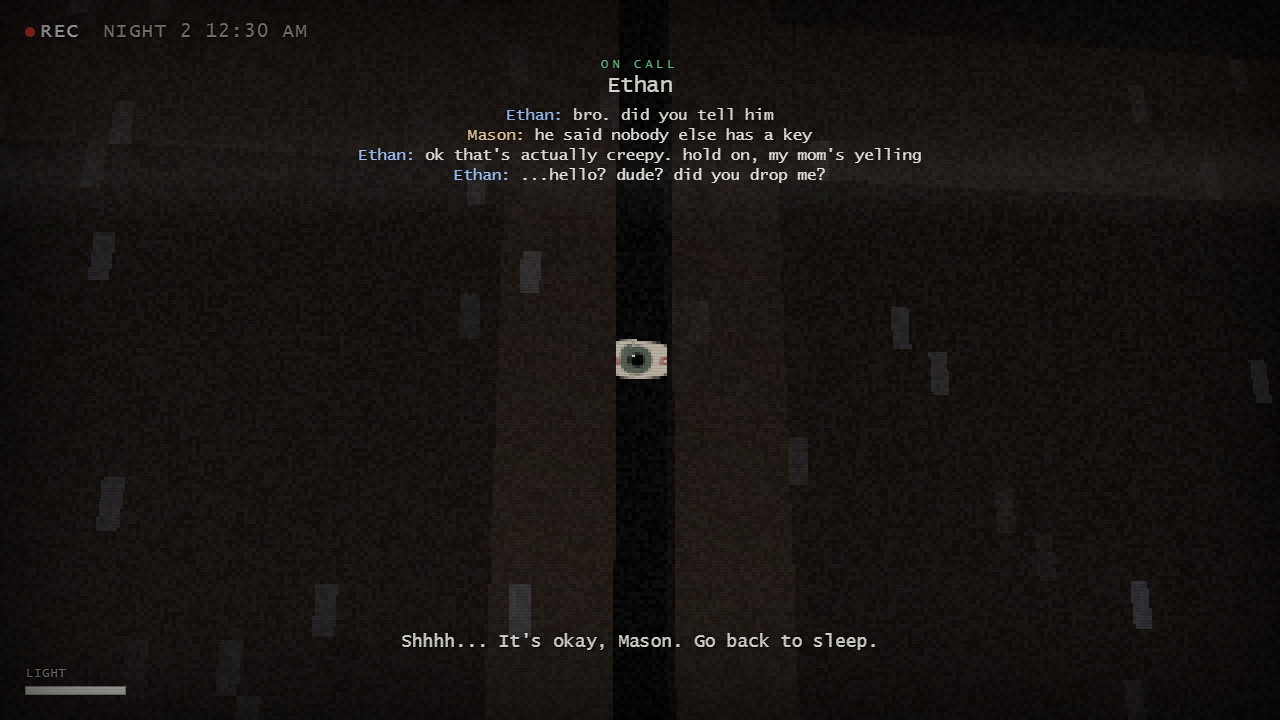 REC NIGHT 2 12:30 AM
ON CALL
Ethan
Ethan: bro. did you tell him
Mason: he said nobody else has a key
Ethan: ok that's actually creepy. hold on, my mom's yelling
Ethan: ...hello? dude? did you drop me?
Shhhh... It's okay, Mason. Go back to sleep.
LIGHT